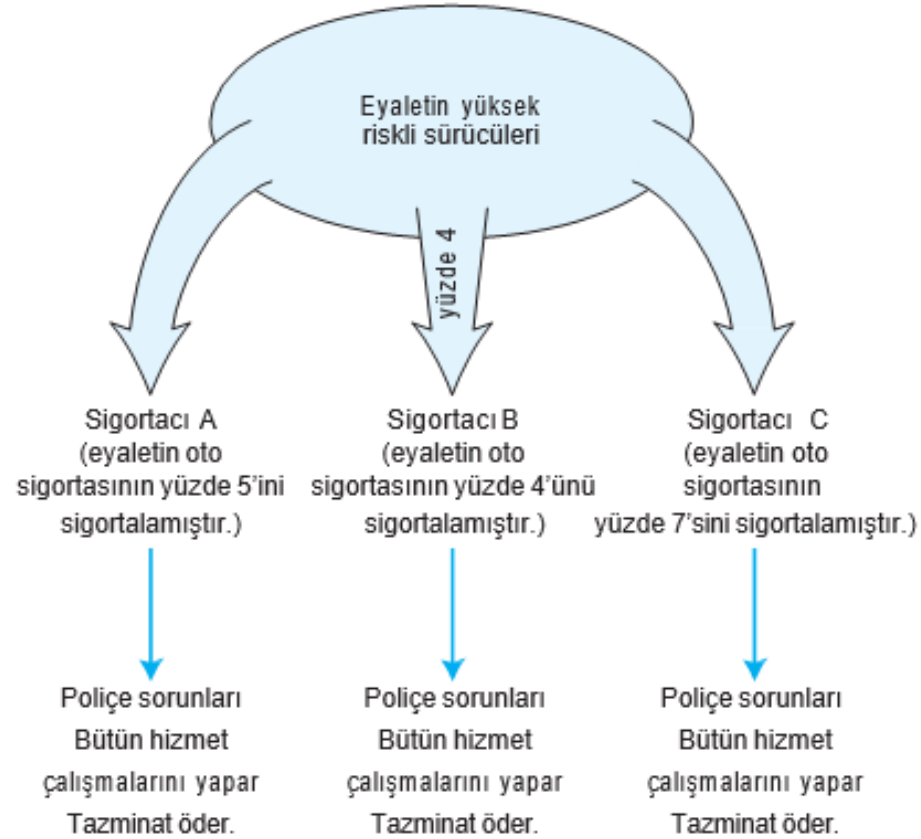 Eyaletin yüksek
riskli sürücüleri
yüzde 4
Sigortacı A
(eyaletin oto
sigortasının yüzde 5'ini
sigortalamıştır.)
Sigortacı B
(eyaletin oto
sigortasının yüzde 4'ünü
sigortalamıştır.)
Sigortacı C
(eyaletin oto
sigortasının
yüzde 7'sini sigortalamıştır.)
Poliçe sorunları
Bütün hizmet
çalışmalarını yapar
Tazminat öder.
Poliçe sorunları
Bütün hizmet
çalışmalarını yapar
Tazminat öder.
Poliçe sorunları
Bütün hizmet
çalışmalarını yapar
Tazminat öder.